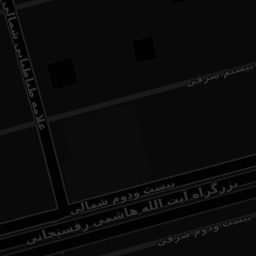 علامه طباطبایی شمالی
بیستم شرقی
بیست ودوم شمالی
بزرگراه آیت الله هاشمی رفسنجانی
بیست ودوم شرقی